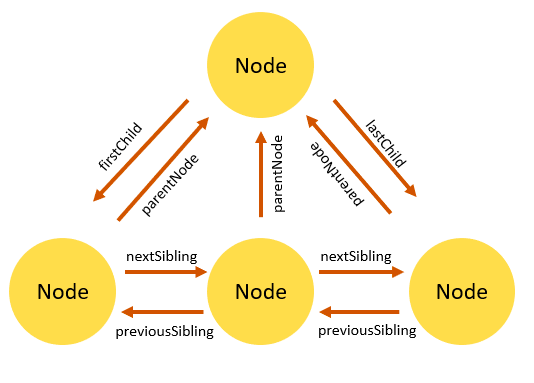 Node
firstChild
parentNode
parentNode
parentNode
lastChild
nextSibling
nextSibling
Node
Node
Node
previousSibling
previousSibling